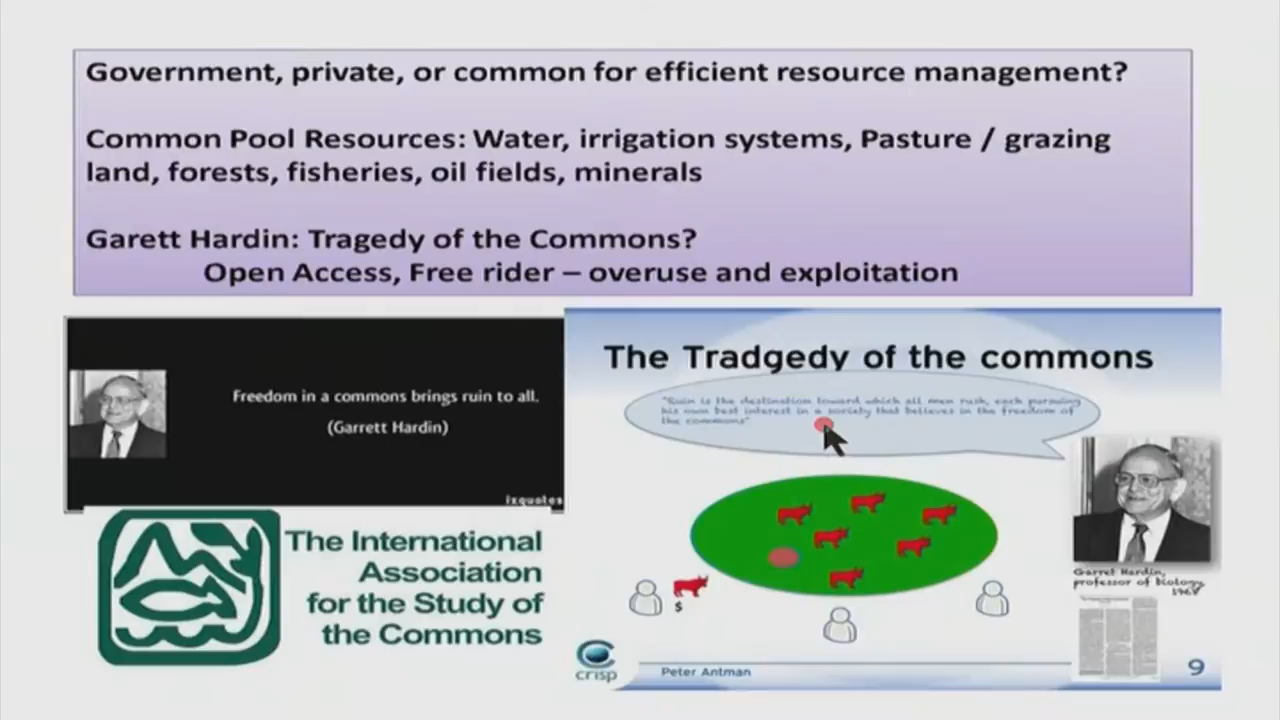 Government, private, or common for efficient resource management?
Common Pool Resources: Water, irrigation systems, Pasture / grazing
land, forests, fisheries, oil fields, minerals
Garett Hardin: Tragedy of the Commons?
Open Access, Free rider – overuse and exploitation
Freedom in a commons brings ruin to all.
(Garrett Hardin)
izquotes
The International
Association
for the Study of
the Commons
The Tradgedy of the commons
"Ruin is the destination toward which all men rush, each pursuing
his own best interest in a society that believes in the freedom of
the commons"
$
Garret Hardin,
professor of biology,
1968
crisp
Peter Antman
9